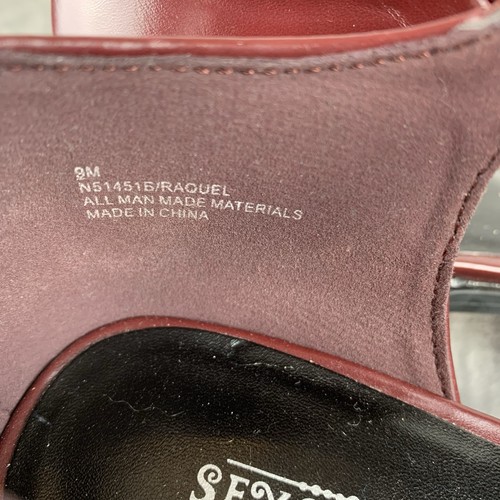 9M
N51451B/RAQUEL
ALL MAN MADE MATERIALS
MADE IN CHINA